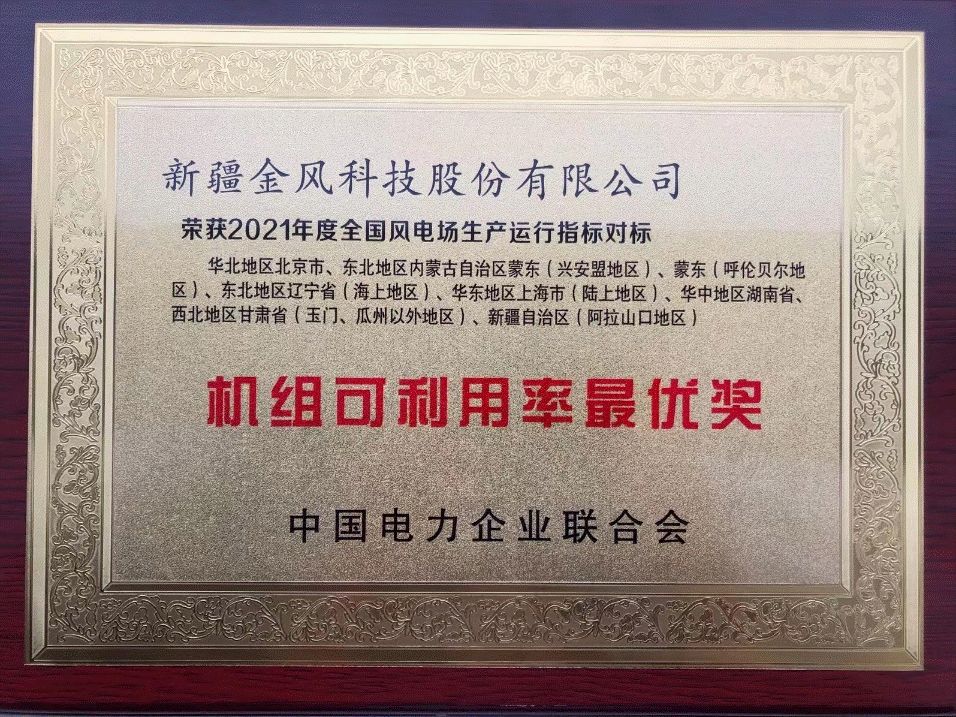 新疆金风科技股份有限公司
荣获2021年度全国风电场生产运行指标对标
华北地区北京市、东北地区内蒙古自治区蒙东（兴安盟地区）、蒙东（呼伦贝尔地
区）、东北地区辽宁省（海上地区）、华东地区上海市（陆上地区）、华中地区湖南省、
西北地区甘肃省（玉门、瓜州以外地区）、新疆自治区（阿拉山口地区）
机组可利用率最优奖
中国电力企业联合会